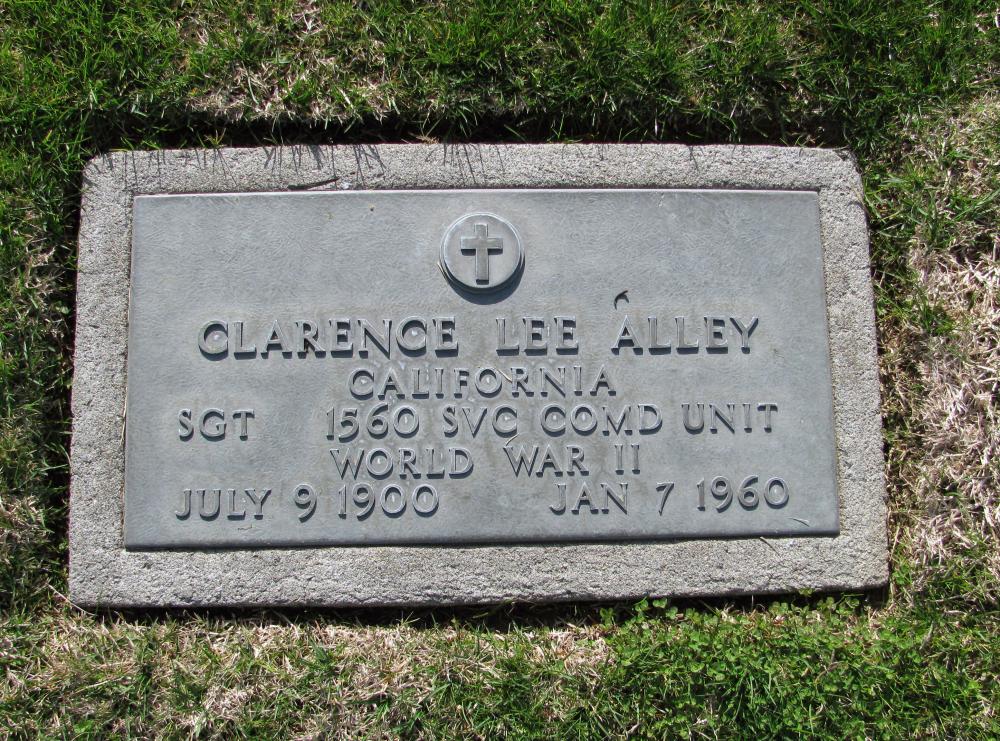 CLARENCE LEE ALLEY
CALIFORNIA
SGT 1560 SVC COMD UNIT
WORLD WAR II
JULY 9 1900 JAN 7 1960